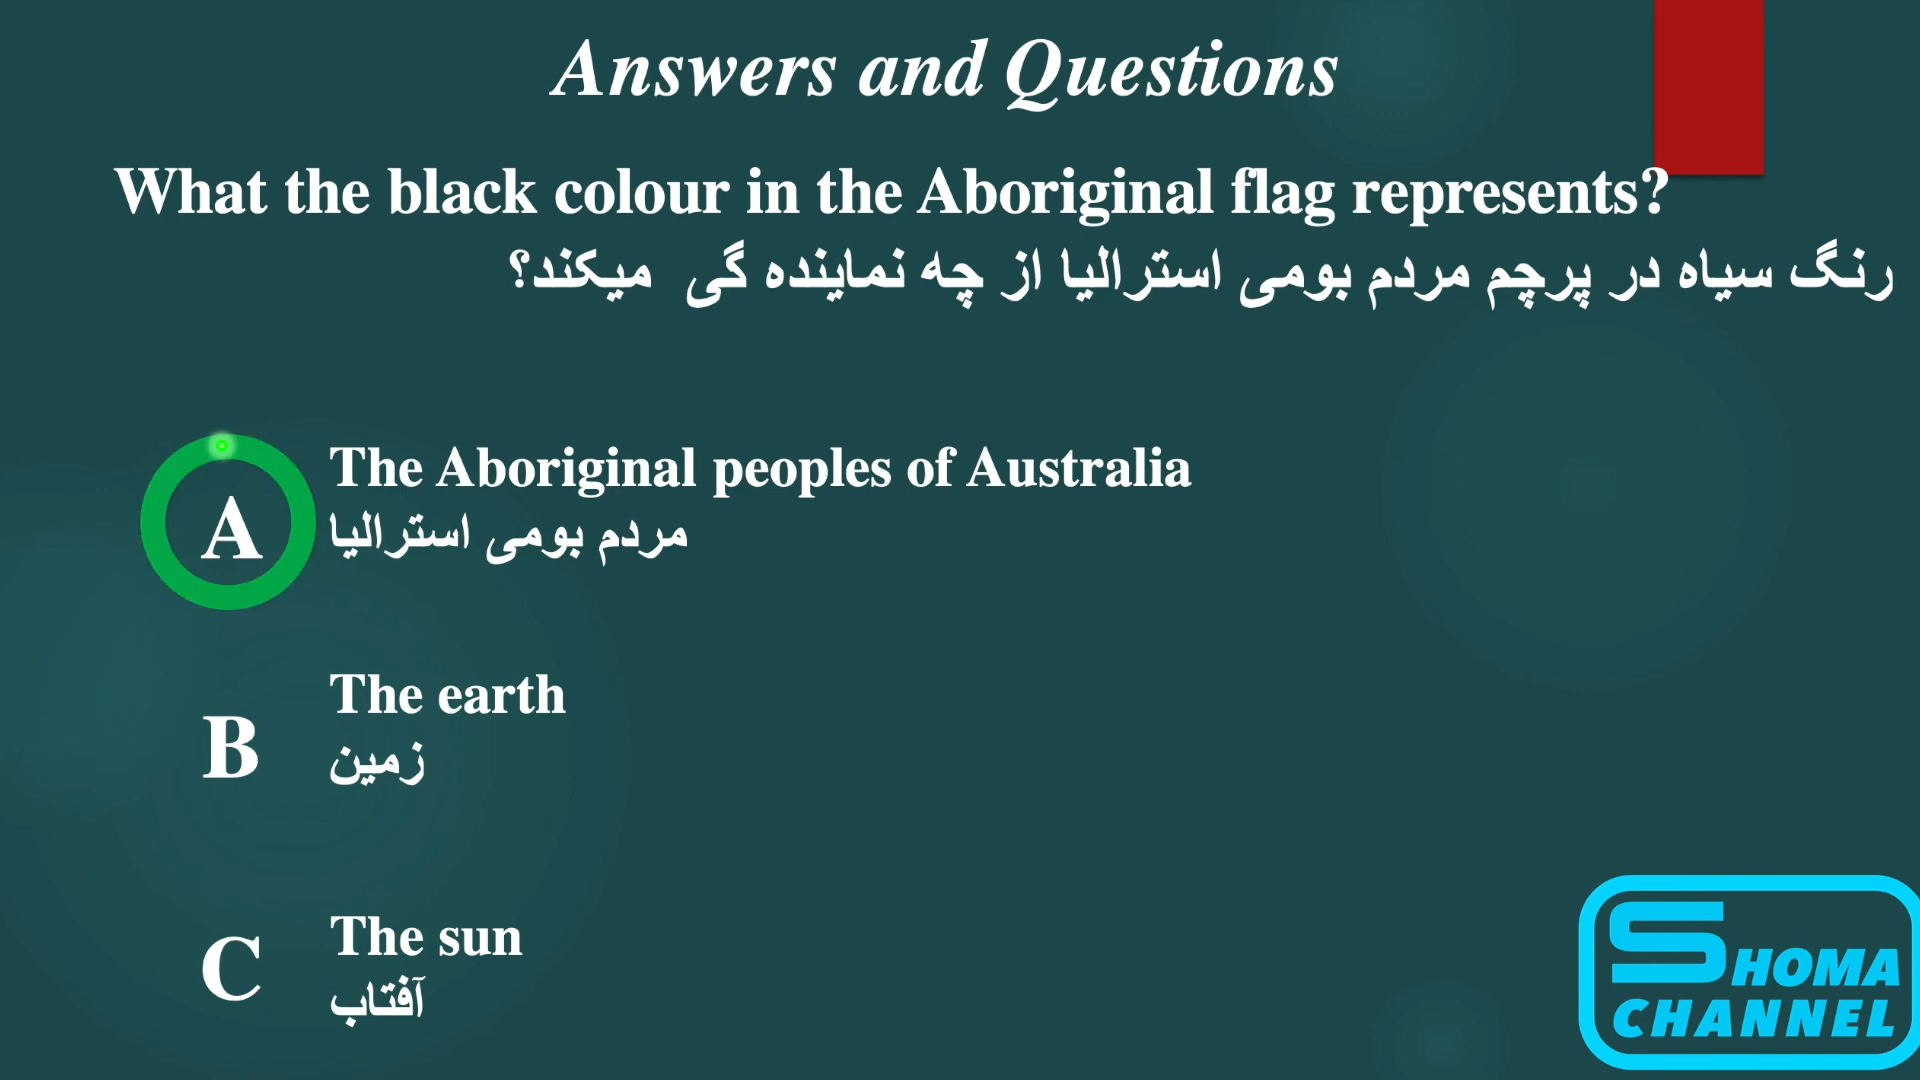 Answers and Questions
What the black colour in the Aboriginal flag represents?
رنگ سیاه در پرچم مردم بومی استرالیا از چه نماینده گی میکند؟
The Aboriginal peoples of Australia
A
مردم بومی استرالیا
The earth
B
زمین
The sun
C
آفتاب
SHOMA
CHANNEL